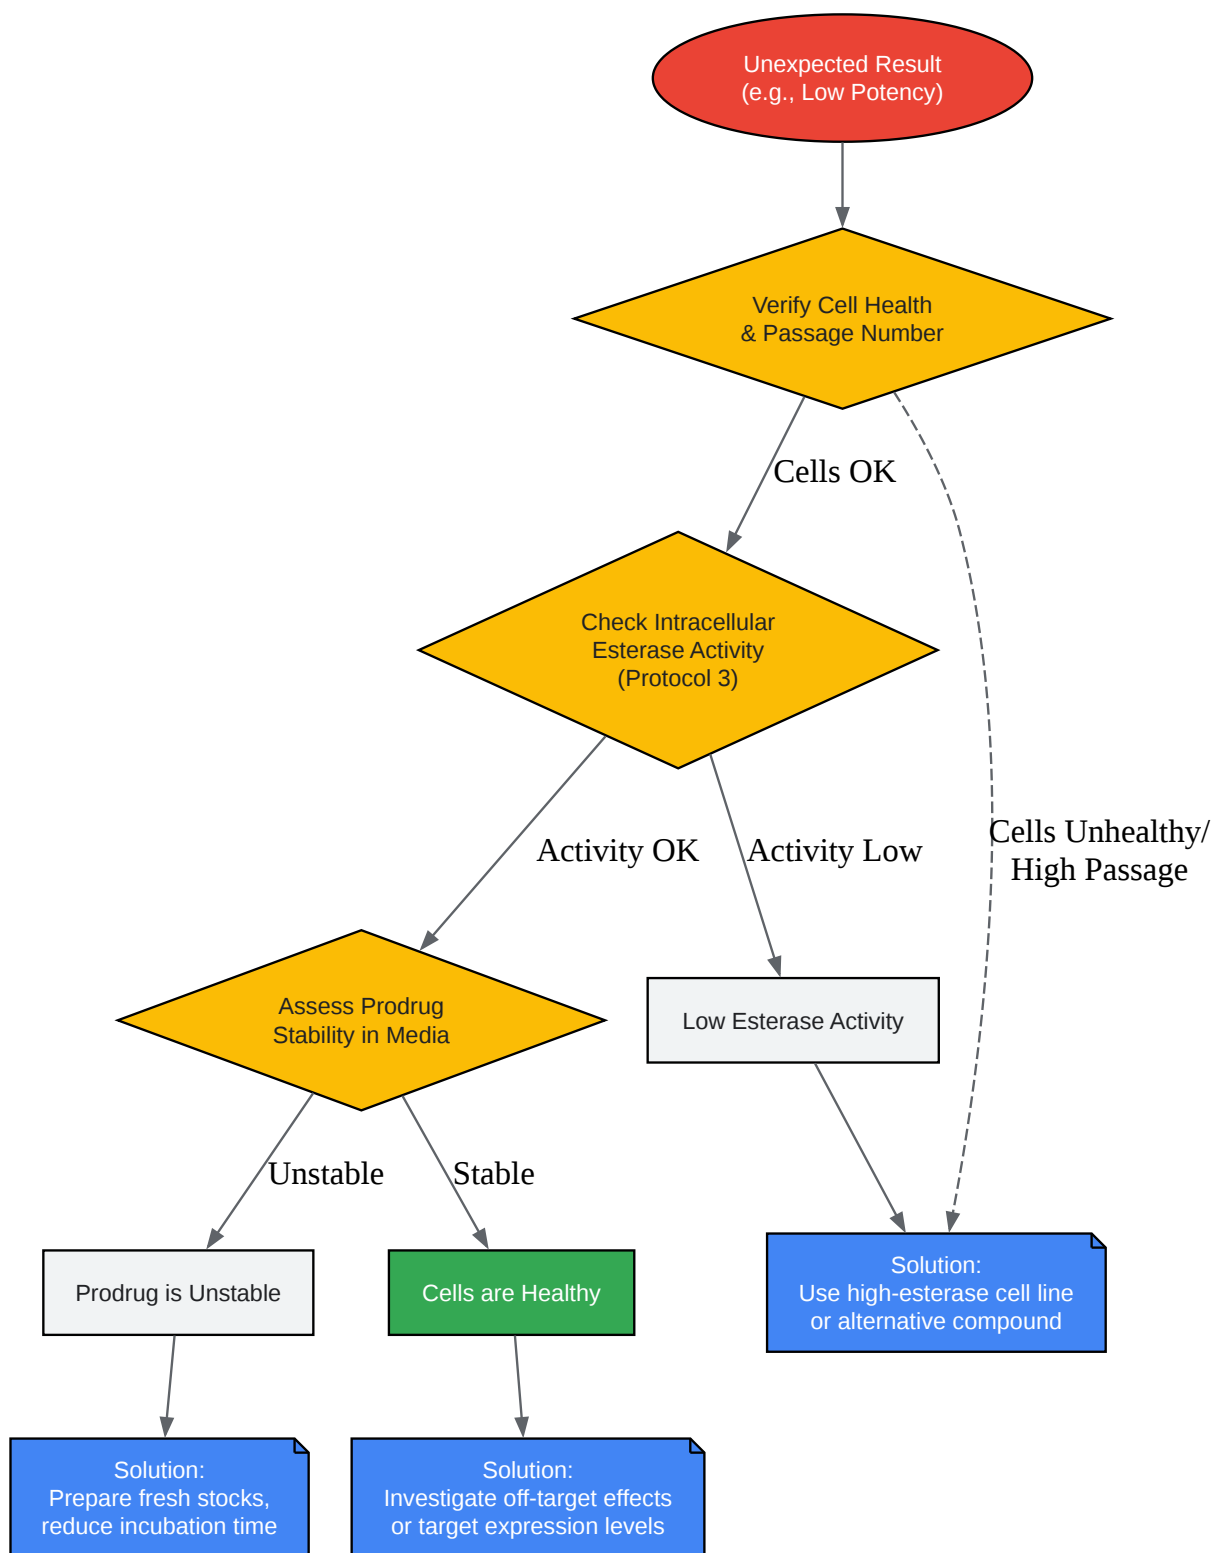 Unexpected Result
(e.g., Low Potency)
Verify Cell Health
& Passage Number
Cells OK
Check Intracellular
Esterase Activity
(Protocol 3)
Activity OK
Activity Low
Cells Unhealthy/
High Passage
Assess Prodrug
Stability in Media
Low Esterase Activity
Unstable
Stable
Prodrug is Unstable
Cells are Healthy
Solution:
Use high-esterase cell line
or alternative compound
Solution:
Prepare fresh stocks,
reduce incubation time
Solution:
Investigate off-target effects
or target expression levels